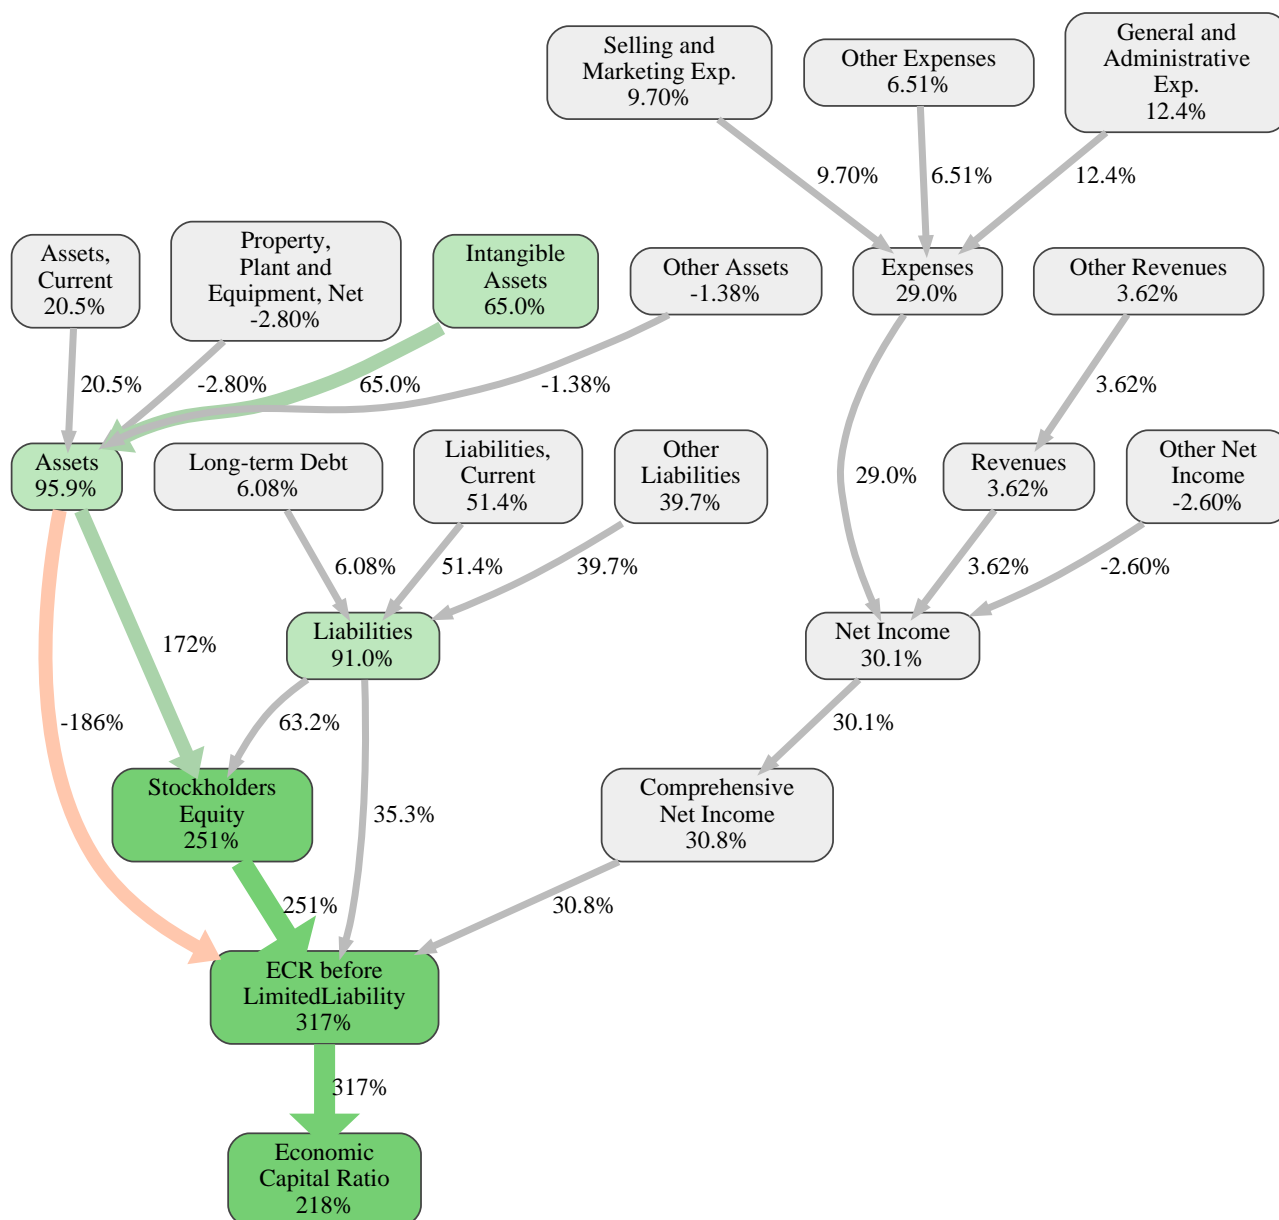 Selling and
Marketing Exp.
9.70%
Other Expenses
6.51%
General and
Administrative
Exp.
12.4%
9.70%
6.51%
12.4%
Assets,
Current
20.5%
Property,
Plant and
Equipment, Net
-2.80%
Intangible
Assets
65.0%
Other Assets
-1.38%
Expenses
29.0%
Other Revenues
3.62%
20.5%
-2.80%
65.0%
-1.38%
3.62%
Assets
95.9%
Long-term Debt
6.08%
Liabilities,
Current
51.4%
Other
Liabilities
39.7%
29.0%
Revenues
3.62%
Other Net
Income
-2.60%
6.08%
51.4%
39.7%
3.62%
-2.60%
172%
Liabilities
91.0%
Net Income
30.1%
-186%
63.2%
30.1%
Stockholders
Equity
251%
35.3%
Comprehensive
Net Income
30.8%
251%
30.8%
ECR before
LimitedLiability
317%
317%
Economic
Capital Ratio
218%